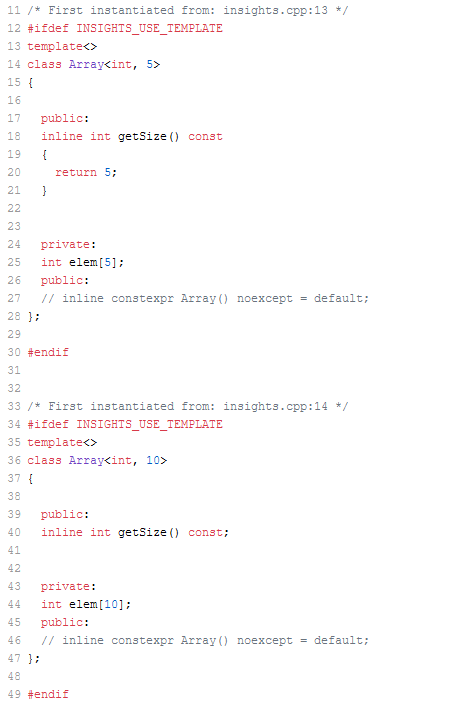 11 /* First instantiated from: insights.cpp:13 */
12 #ifdef INSIGHTS_USE_TEMPLATE
13 template<>
14 class Array<int, 5>
15 {
16
17   public:
18   inline int getSize() const
19   {
20     return 5;
21   }
22
23
24   private:
25   int elem[5];
26   public:
27   // inline constexpr Array() noexcept = default;
28 };
29
30 #endif
31
32
33 /* First instantiated from: insights.cpp:14 */
34 #ifdef INSIGHTS_USE_TEMPLATE
35 template<>
36 class Array<int, 10>
37 {
38
39   public:
40   inline int getSize() const;
41
42
43   private:
44   int elem[10];
45   public:
46   // inline constexpr Array() noexcept = default;
47 };
48
49 #endif